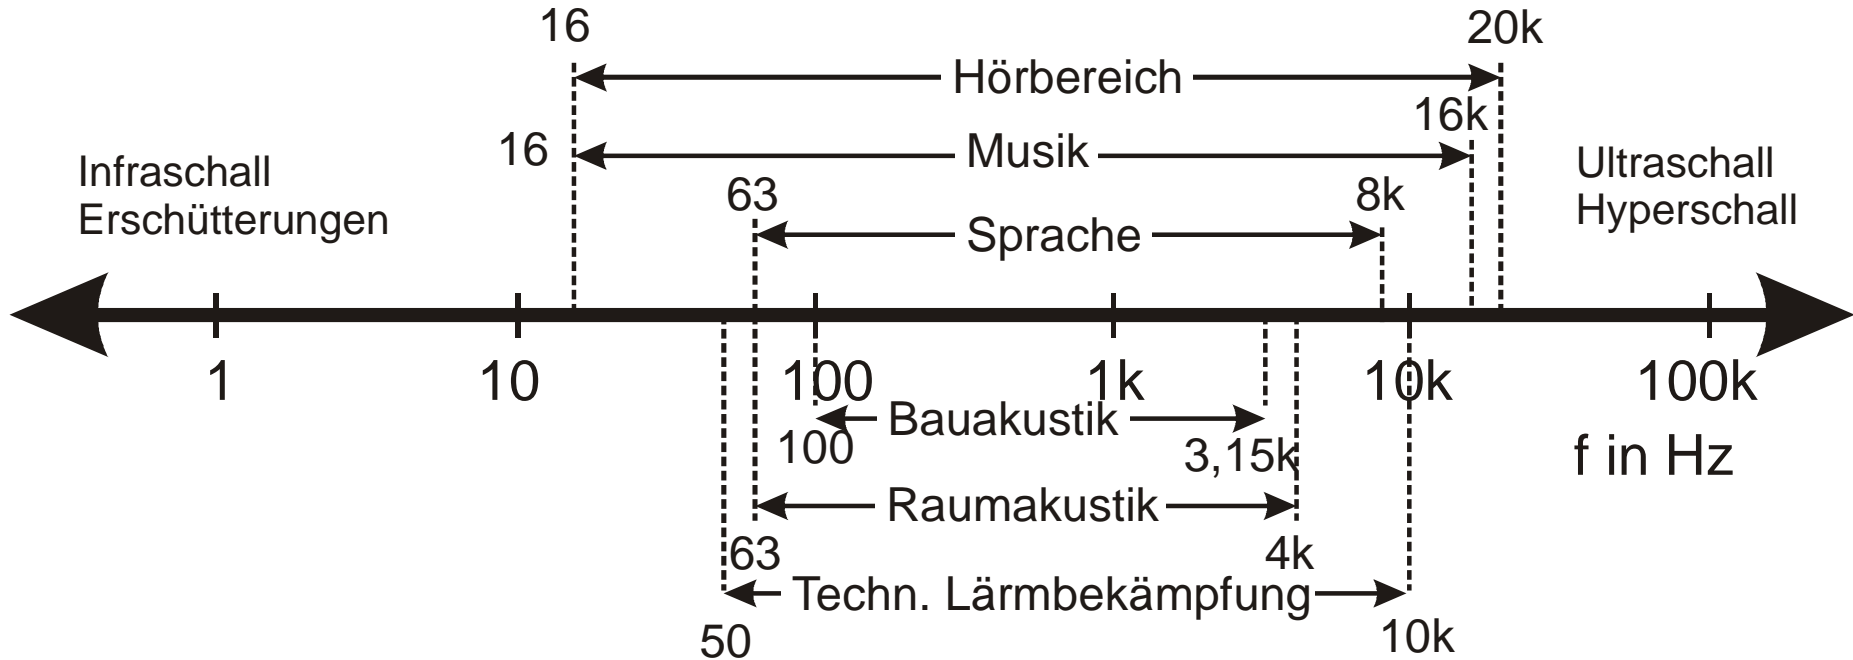 16
20k
Hörbereich
16k
16
Musik
Infraschall
Erschütterungen
Ultraschall
Hyperschall
63
8k
Sprache
1
10
100
1k
10k
100k
Bauakustik
100
3,15k
f in Hz
Raumakustik
63
4k
Techn. Lärmbekämpfung
50
10k